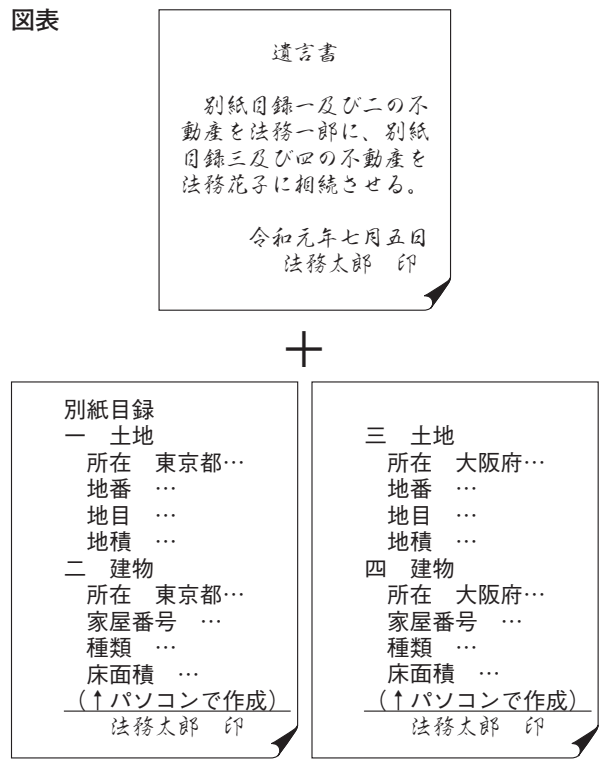 図表
遺言書
別紙目録一及び二の不
動産を法務一郎に、別紙
目録三及び四の不動産を
法務花子に相続させる。
令和元年七月五日
法務太郎 印
+
別紙目録
一 土地
所在 東京都…
地番 …
地目 …
地積 …
二 建物
所在 東京都…
家屋番号 …
種類 …
床面積 …
(↑パソコンで作成)
法務太郎 印
三 土地
所在 大阪府…
地番 …
地目 …
地積 …
四 建物
所在 大阪府…
家屋番号 …
種類 …
床面積 …
(↑パソコンで作成)
法務太郎 印